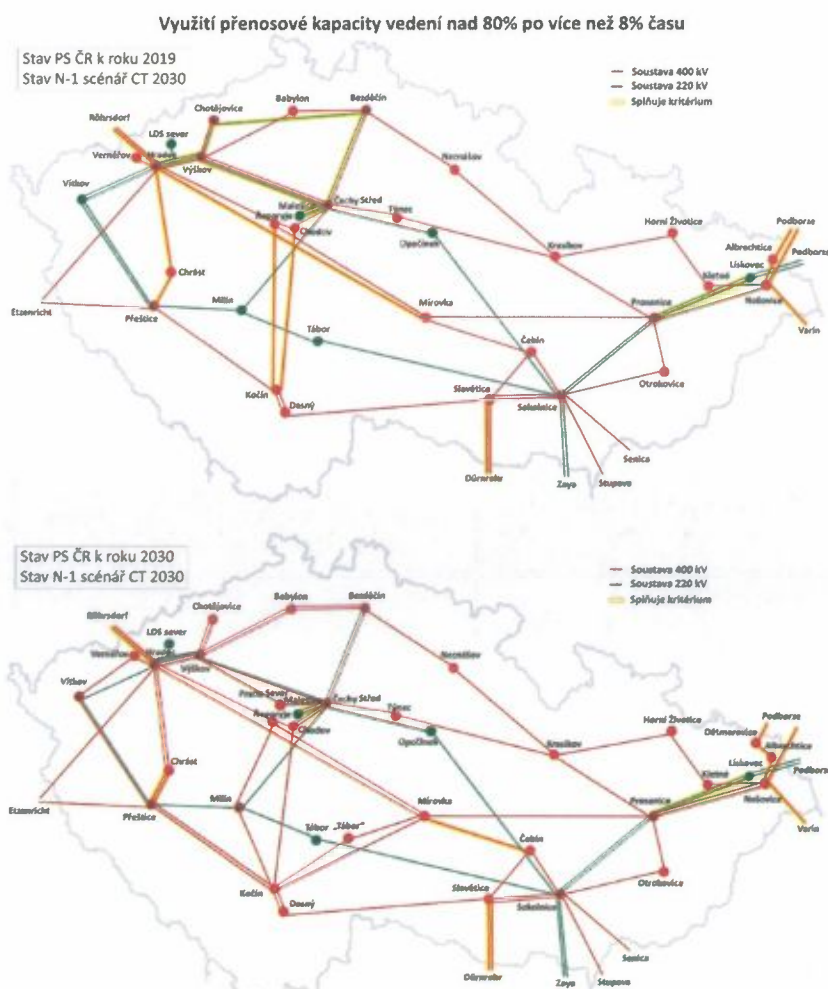 Využití přenosové kapacity vedení nad 80% po více než 8% času
Stav PS ČR k roku 2019
Stav N-1 scénář CT 2030
Soustava 400 kV
Soustava 220 kV
Splňuje kritérium
Röhrsdorf
LDS sever
Vernéřov
Hradec
Výškov
Chotějovice
Babylon
Bezděčín
Neznášov
Vítkov
Malešice
Čechy Střed
Chodov
Týnec
Opočínek
Krasíkov
Horní Životice
Albrechtice
Podborze
Podborze
Lískovec
Kletné
Nošovice
Varín
Chrást
Etzenricht
Přeštice
Milín
Tábor
Mírovka
Prosenice
Čebín
Otrokovice
Kočín
Dasný
Slavětice
Sokolnice
Senica
Stupava
Zaya
Dürnrohr
Stav PS ČR k roku 2030
Stav N-1 scénář CT 2030
Soustava 400 kV
Soustava 220 kV
Splňuje kritérium
Röhrsdorf
LDS sever
Vernéřov
Hradec
Výškov
Chotějovice
Babylon
Bezděčín
Neznášov
Vítkov
Praha Sever
Malešice
Čechy Střed
Chodov
Týnec
Opočínek
Krasíkov
Horní Životice
Dětmarovice
Podborze
Albrechtice
Podborze
Lískovec
Kletné
Nošovice
Varín
Chrást
Etzenricht
Přeštice
Milín
Tábor
„Tábor“
Mírovka
Prosenice
Čebín
Otrokovice
Kočín
Dasný
Slavětice
Sokolnice
Senica
Stupava
Zaya
Dürnrohr